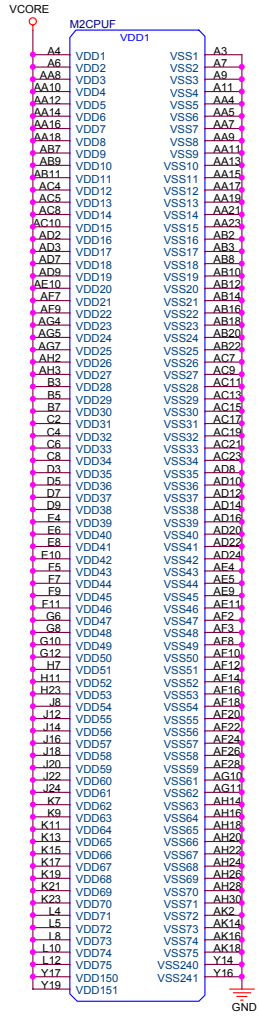 VCORE
M2CPUF
VDD1
A4 VDD1 VSS1 A3
A6 VDD2 VSS2 A7
AA8 VDD3 VSS3 A9
AA10 VDD4 VSS4 A11
AA12 VDD5 VSS5 AA4
AA14 VDD6 VSS6 AA5
AA16 VDD7 VSS7 AA7
AA18 VDD8 VSS8 AA9
AB7 VDD9 VSS9 AA11
AB9 VDD10 VSS10 AA13
AB11 VDD11 VSS11 AA15
AC4 VDD12 VSS12 AA17
AC5 VDD13 VSS13 AA19
AC8 VDD14 VSS14 AA21
AC10 VDD15 VSS15 AA23
AD2 VDD16 VSS16 AB2
AD3 VDD17 VSS17 AB3
AD7 VDD18 VSS18 AB8
AD9 VDD19 VSS19 AB10
AE10 VDD20 VSS20 AB12
AF7 VDD21 VSS21 AB14
AF9 VDD22 VSS22 AB16
AG4 VDD23 VSS23 AB18
AG5 VDD24 VSS24 AB20
AG7 VDD25 VSS25 AB22
AH2 VDD26 VSS26 AC7
AH3 VDD27 VSS27 AC9
B3 VDD28 VSS28 AC11
B5 VDD29 VSS29 AC13
B7 VDD30 VSS30 AC15
C2 VDD31 VSS31 AC17
C4 VDD32 VSS32 AC19
C6 VDD33 VSS33 AC21
C8 VDD34 VSS34 AC23
D3 VDD35 VSS35 AD8
D5 VDD36 VSS36 AD10
D7 VDD37 VSS37 AD12
D9 VDD38 VSS38 AD14
E4 VDD39 VSS39 AD16
E6 VDD40 VSS40 AD20
E8 VDD41 VSS41 AD22
E10 VDD42 VSS42 AD24
F5 VDD43 VSS43 AE4
F7 VDD44 VSS44 AE5
F9 VDD45 VSS45 AE9
F11 VDD46 VSS46 AE11
G6 VDD47 VSS47 AF2
G8 VDD48 VSS48 AF3
G10 VDD49 VSS49 AF8
G12 VDD50 VSS50 AF10
H7 VDD51 VSS51 AF12
H11 VDD52 VSS52 AF14
H23 VDD53 VSS53 AF16
J8 VDD54 VSS54 AF18
J12 VDD55 VSS55 AF20
J14 VDD56 VSS56 AF22
J16 VDD57 VSS57 AF24
J18 VDD58 VSS58 AF26
J20 VDD59 VSS59 AF28
J22 VDD60 VSS61 AG10
J24 VDD61 VSS62 AG11
K7 VDD62 VSS63 AH14
K9 VDD63 VSS64 AH16
K11 VDD64 VSS65 AH18
K13 VDD65 VSS66 AH20
K15 VDD66 VSS67 AH22
K17 VDD67 VSS68 AH24
K19 VDD68 VSS69 AH26
K21 VDD69 VSS70 AH28
K23 VDD70 VSS71 AH30
L4 VDD71 VSS72 AK2
L5 VDD72 VSS73 AK14
L8 VDD73 VSS74 AK16
L10 VDD74 VSS75 AK18
L12 VDD75 VSS240 Y14
Y17 VDD150 VSS241 Y16
Y19 VDD151
GND